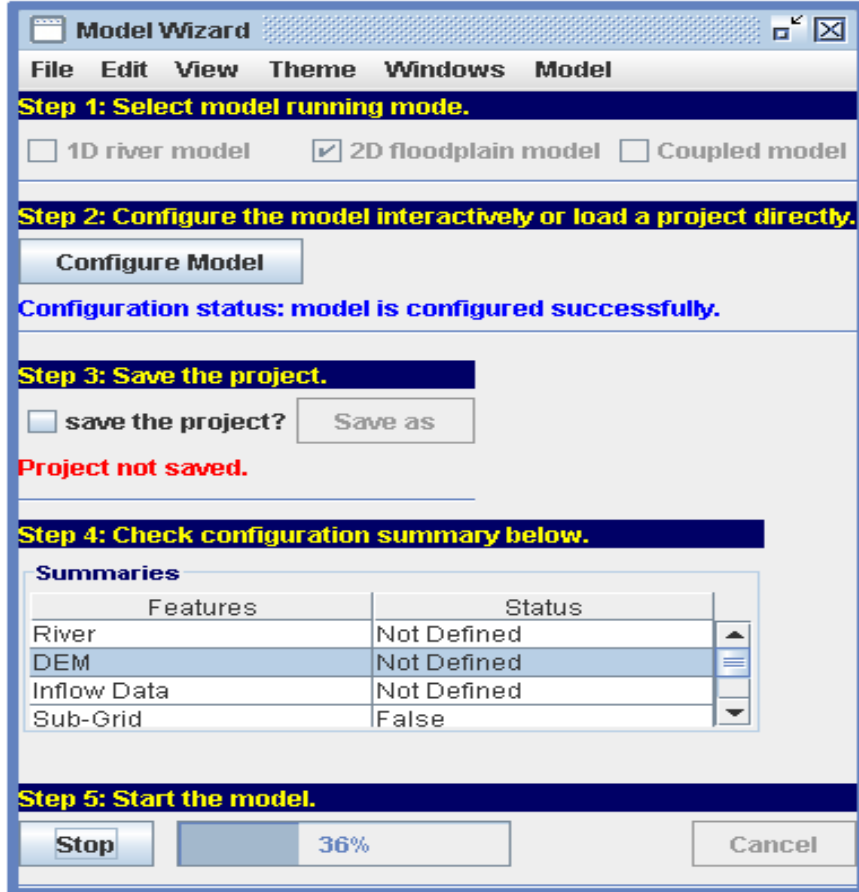 Model Wizard
File Edit View Theme Windows Model
Step 1: Select model running mode.
1D river model 2D floodplain model Coupled model
Step 2: Configure the model interactively or load a project directly.
Configure Model
Configuration status: model is configured successfully.
Step 3: Save the project.
save the project? Save as
Project not saved.
Step 4: Check configuration summary below.
Summaries
Features Status
River Not Defined
DEM Not Defined
Inflow Data Not Defined
Sub-Grid False
Step 5: Start the model.
Stop 36% Cancel